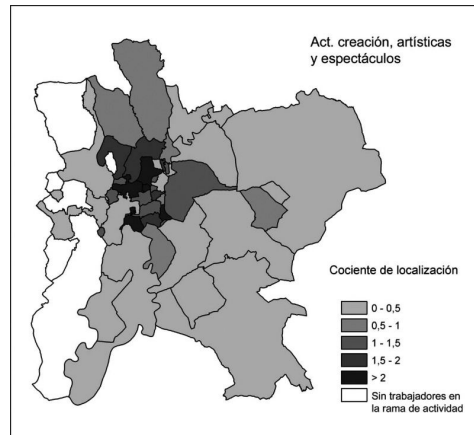 Act. creación, artísticas
y espectáculos
Cociente de localización
0 - 0,5
0,5 - 1
1 - 1,5
1,5 - 2
> 2
Sin trabajadores en
la rama de actividad